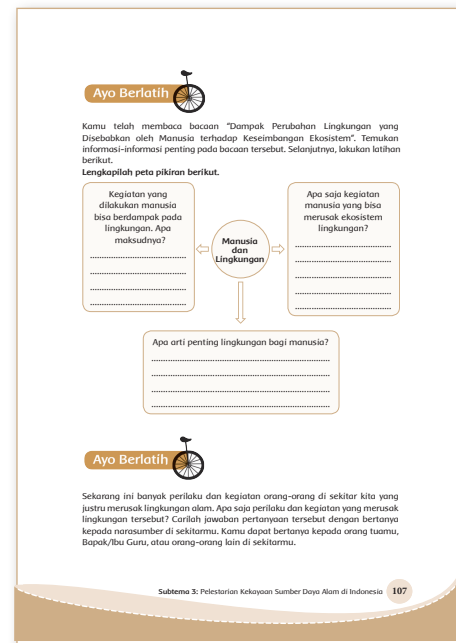 Ayo Berlatih
Kamu telah membaca bacaan “Dampak Perubahan Lingkungan yang
Disebabkan oleh Manusia terhadap Keseimbangan Ekosistem”. Temukan
informasi-informasi penting pada bacaan tersebut. Selanjutnya, lakukan latihan
berikut.
Lengkapilah peta pikiran berikut.
Kegiatan yang
dilakukan manusia
bisa berdampak pada
lingkungan. Apa
maksudnya?
Manusia
dan
Lingkungan
Apa saja kegiatan
manusia yang bisa
merusak ekosistem
lingkungan?
Apa arti penting lingkungan bagi manusia?
Ayo Berlatih
Sekarang ini banyak perilaku dan kegiatan orang-orang di sekitar kita yang
justru merusak lingkungan alam. Apa saja perilaku dan kegiatan yang merusak
lingkungan tersebut? Carilah jawaban pertanyaan tersebut dengan bertanya
kepada narasumber di sekitarmu. Kamu dapat bertanya kepada orang tuamu,
Bapak/Ibu Guru, atau orang-orang lain di sekitarmu.
Subtema 3: Pelestarian Kekayaan Sumber Daya Alam di Indonesia 107